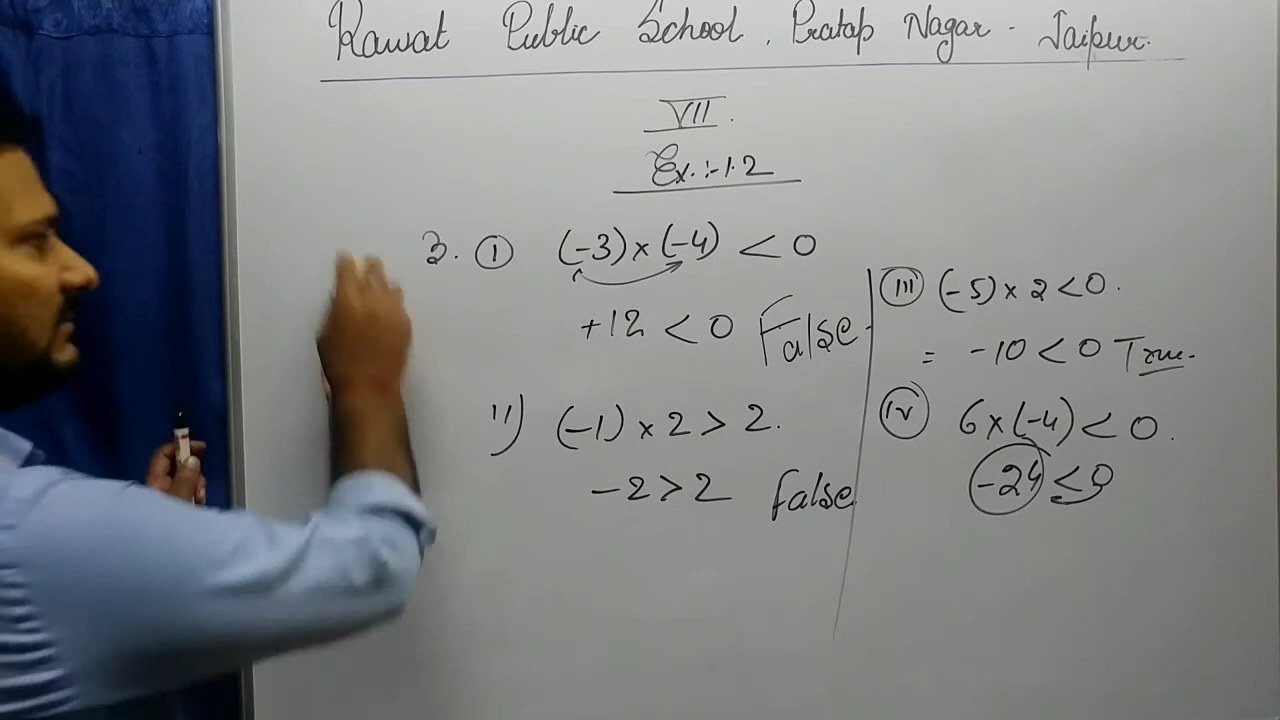 Rawat Public School, Pratap Nagar - Jaipur.
VII.
Ex.:-1.2
3. (i) (-3)×(-4) < 0
+12 < 0 False
ii) (-1)×2 > 2.
-2 > 2 false
(iii) (-5)×2 < 0.
= -10 < 0 True.
(iv) 6×(-4) < 0.
-24 < 0